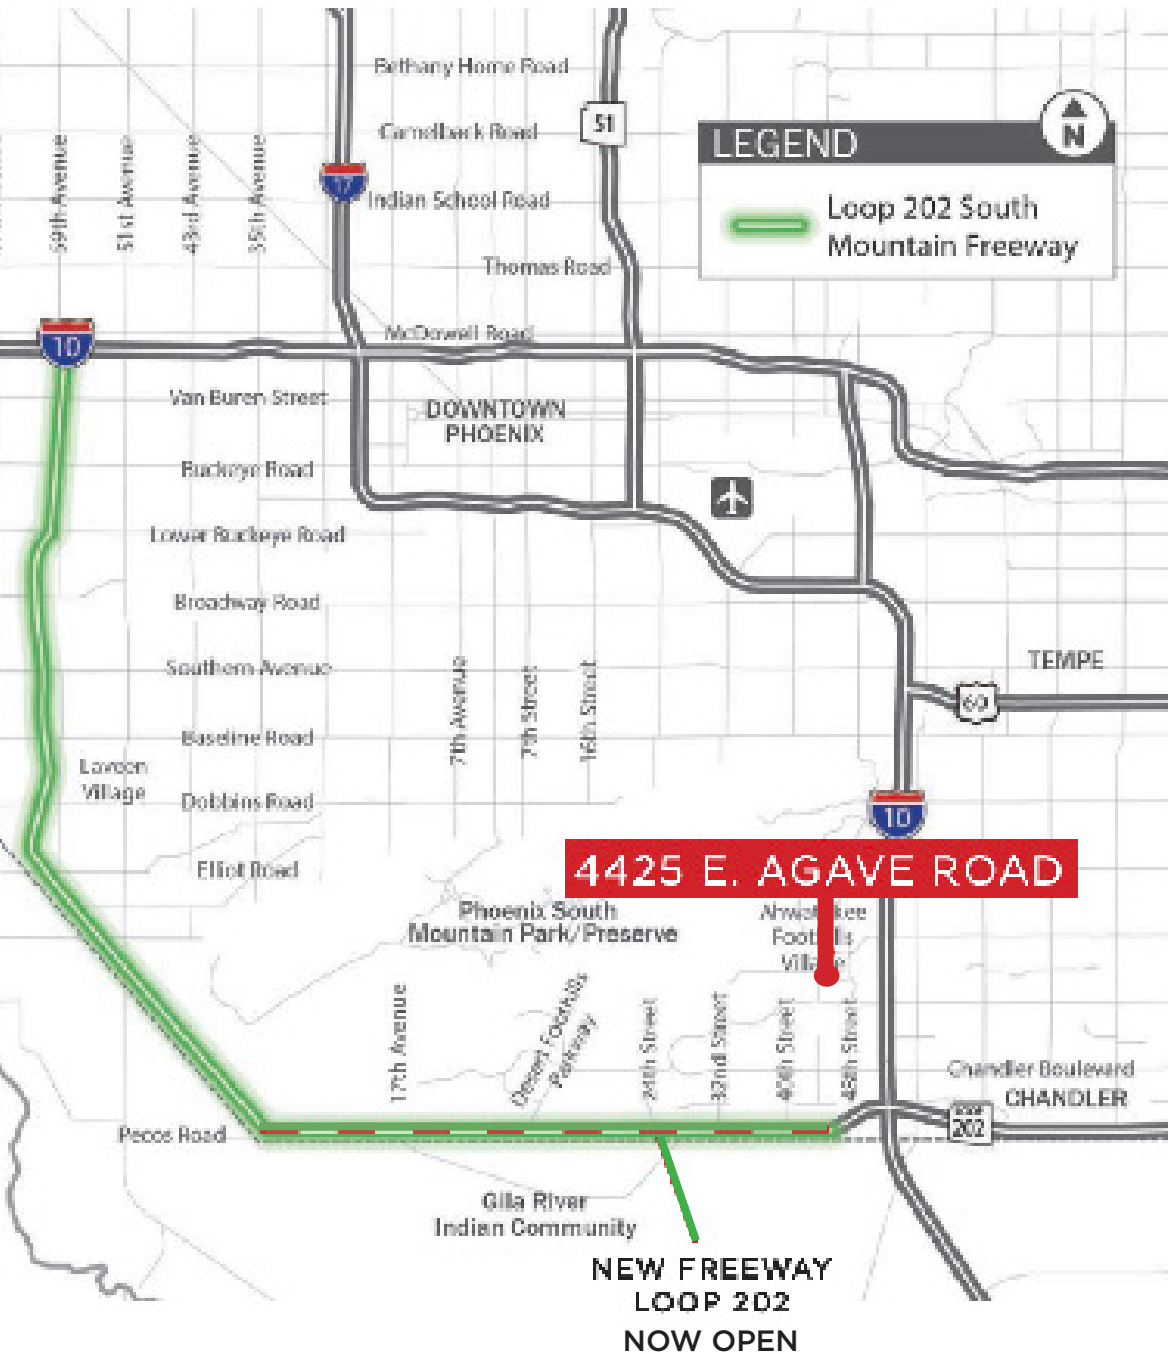 Bethany Home Road
51
Camelback Road
LEGEND
N
17
Indian School Road
Loop 202 South
Mountain Freeway
59th Avenue
51st Avenue
43rd Avenue
35th Avenue
Thomas Road
10
McDowell Road
Van Buren Street
DOWNTOWN
PHOENIX
Buckeye Road
Lower Buckeye Road
Broadway Road
Southern Avenue
7th Avenue
7th Street
16th Street
TEMPE
60
Baseline Road
Laveen
Village
Dobbins Road
10
Elliot Road
4425 E. AGAVE ROAD
Phoenix South
Mountain Park/Preserve
Ahwatukee
Foothills
Village
17th Avenue
Desert Foothills
Parkway
24th Street
32nd Street
40th Street
48th Street
Chandler Boulevard
CHANDLER
202
Pecos Road
Gila River
Indian Community
NEW FREEWAY
LOOP 202
NOW OPEN